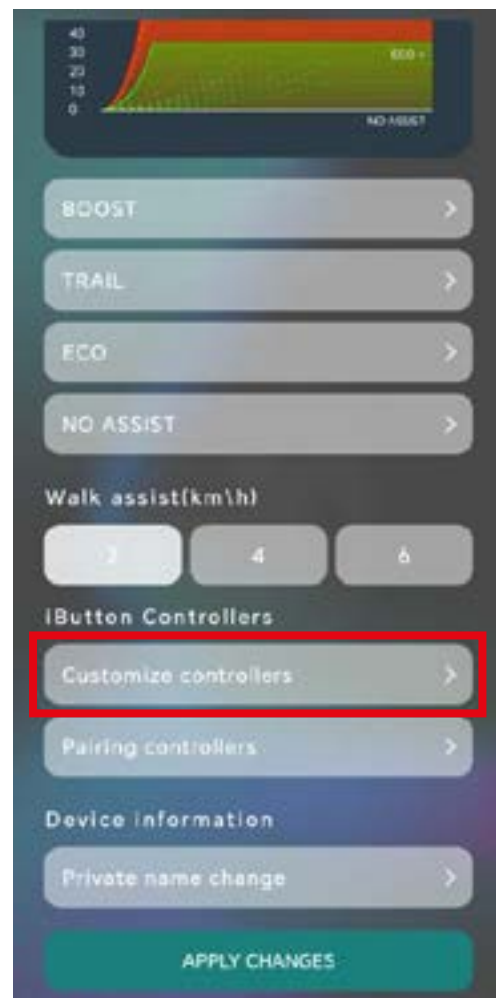 40
30
20
10
0
ECO +
NO ASSIST
BOOST
TRAIL
ECO
NO ASSIST
Walk assist(km\h)
4
6
iButton Controllers
Customize controllers
Pairing controllers
Device information
Private name change
APPLY CHANGES